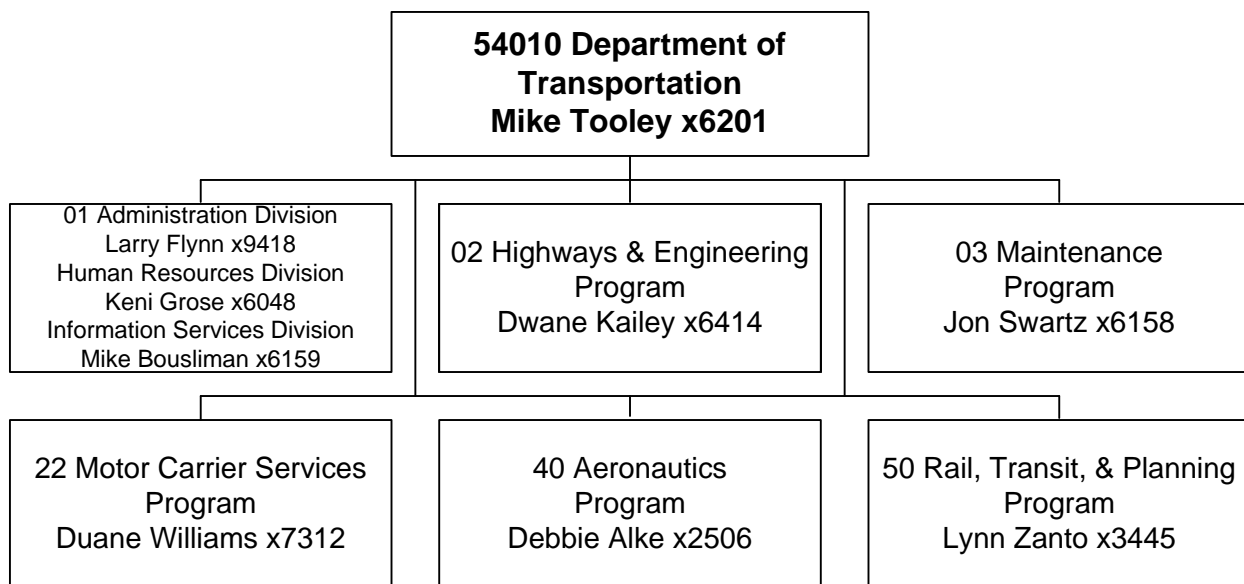 54010 Department of
Transportation
Mike Tooley x6201
01 Administration Division
Larry Flynn x9418
Human Resources Division
Keni Grose x6048
Information Services Division
Mike Bousliman x6159
02 Highways & Engineering
Program
Dwane Kailey x6414
03 Maintenance
Program
Jon Swartz x6158
22 Motor Carrier Services
Program
Duane Williams x7312
40 Aeronautics
Program
Debbie Alke x2506
50 Rail, Transit, & Planning
Program
Lynn Zanto x3445